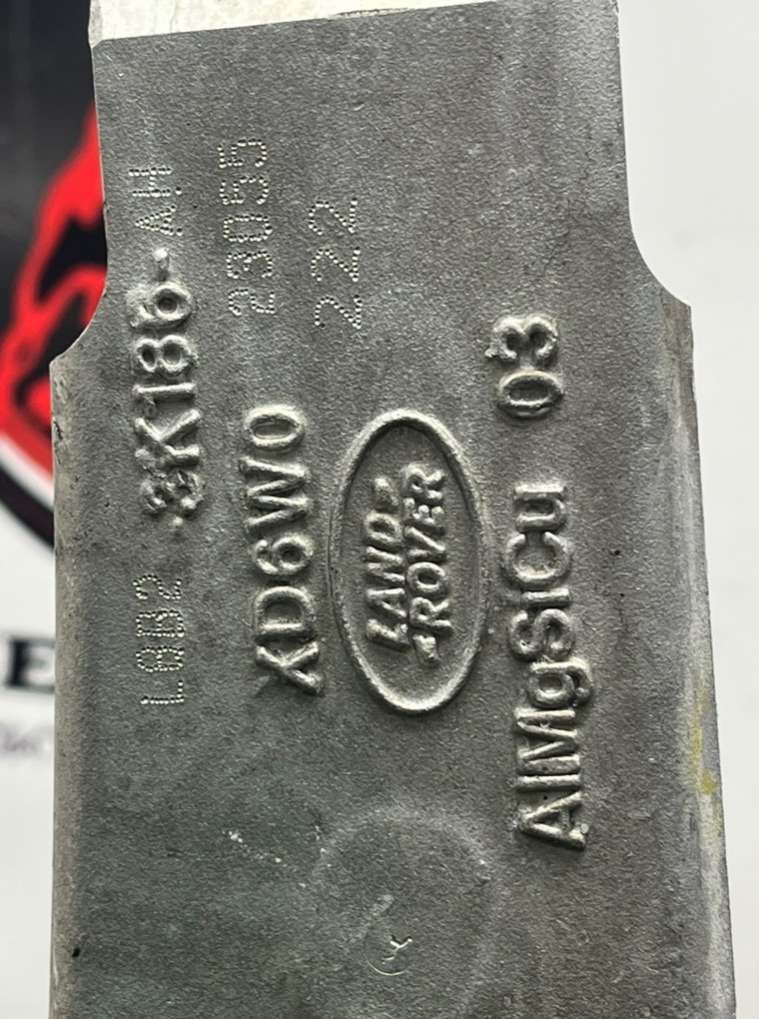 L8B2 3K186-AH
XD6W0 23055
222
LAND-
ROVER
AlMgSiCu 03